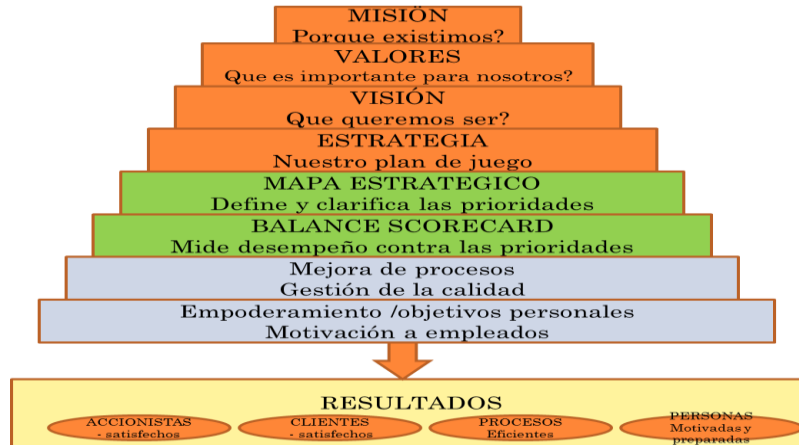 MISIÓN
Porque existimos?
VALORES
Que es importante para nosotros?
VISIÓN
Que queremos ser?
ESTRATEGIA
Nuestro plan de juego
MAPA ESTRATEGICO
Define y clarifica las prioridades
BALANCE SCORECARD
Mide desempeño contra las prioridades
Mejora de procesos
Gestión de la calidad
Empoderamiento /objetivos personales
Motivación a empleados
RESULTADOS
ACCIONISTAS
- satisfechos
CLIENTES
- satisfechos
PROCESOS
Eficientes
PERSONAS
Motivadas y
preparadas